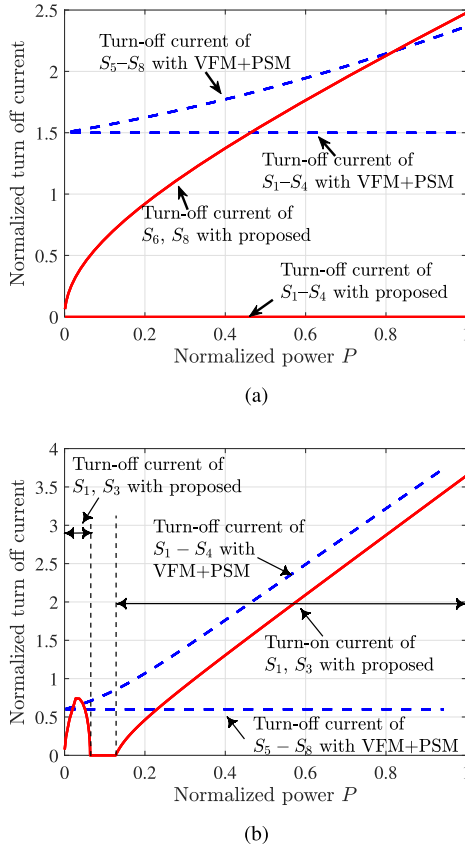 2.5
2
1.5
1
0.5
0
Normalized turn off current
Turn-off current of
S5–S8 with VFM+PSM
Turn-off current of
S1–S4 with VFM+PSM
Turn-off current of
S6, S8 with proposed
Turn-off current of
S1–S4 with proposed
0 0.2 0.4 0.6 0.8 1
Normalized power P
(a)
4
3.5
3
2.5
2
1.5
1
0.5
0
Normalized turn off current
Turn-off current of
S1, S3 with proposed
Turn-off current of
S1 − S4 with
VFM+PSM
Turn-on current of
S1, S3 with proposed
S5 − S8 with VFM+PSM
Turn-off current of
0 0.2 0.4 0.6 0.8 1
Normalized power P
(b)